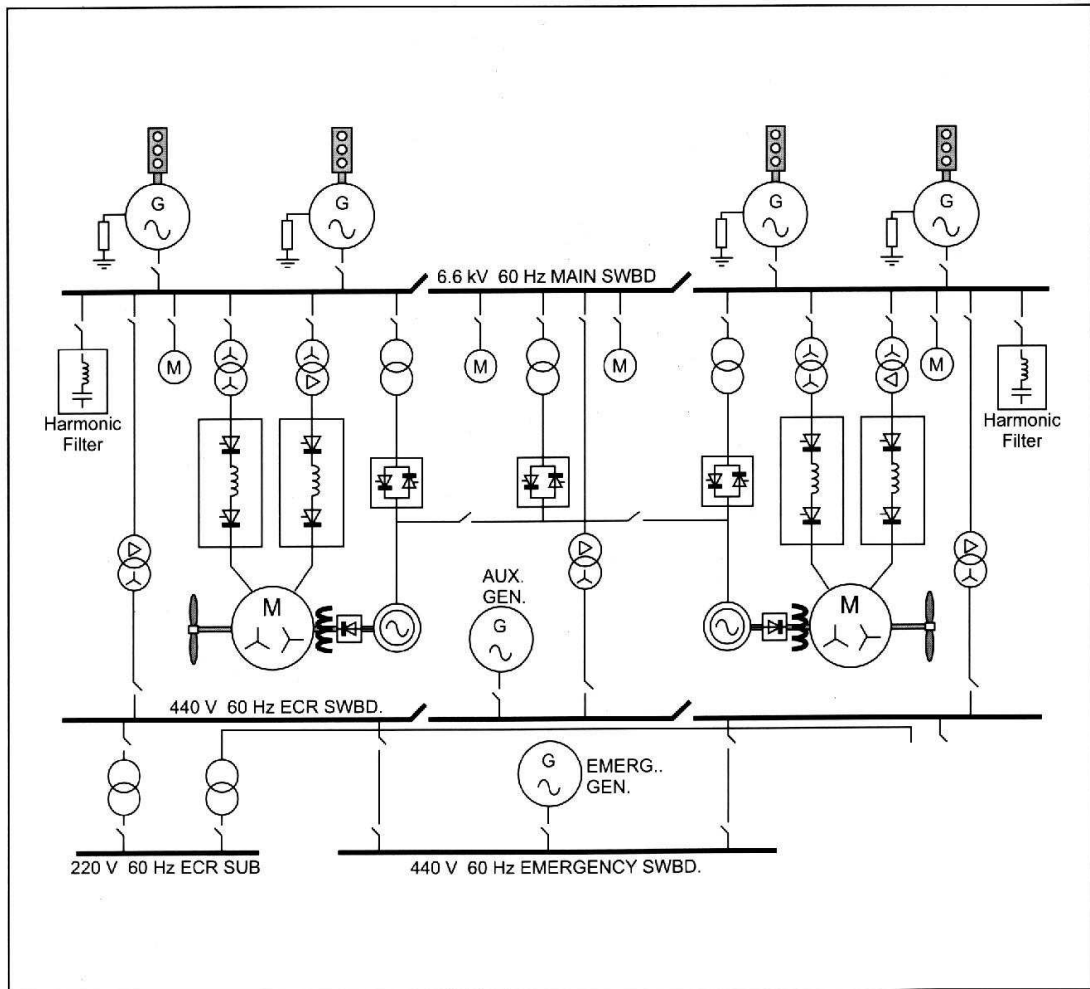 G
G
G
G
6.6 kV 60 Hz MAIN SWBD
M
M
M
M
Harmonic
Filter
Harmonic
Filter
M
AUX.
GEN.
G
M
440 V 60 Hz ECR SWBD.
G
EMERG..
GEN.
220 V 60 Hz ECR SUB
440 V 60 Hz EMERGENCY SWBD.